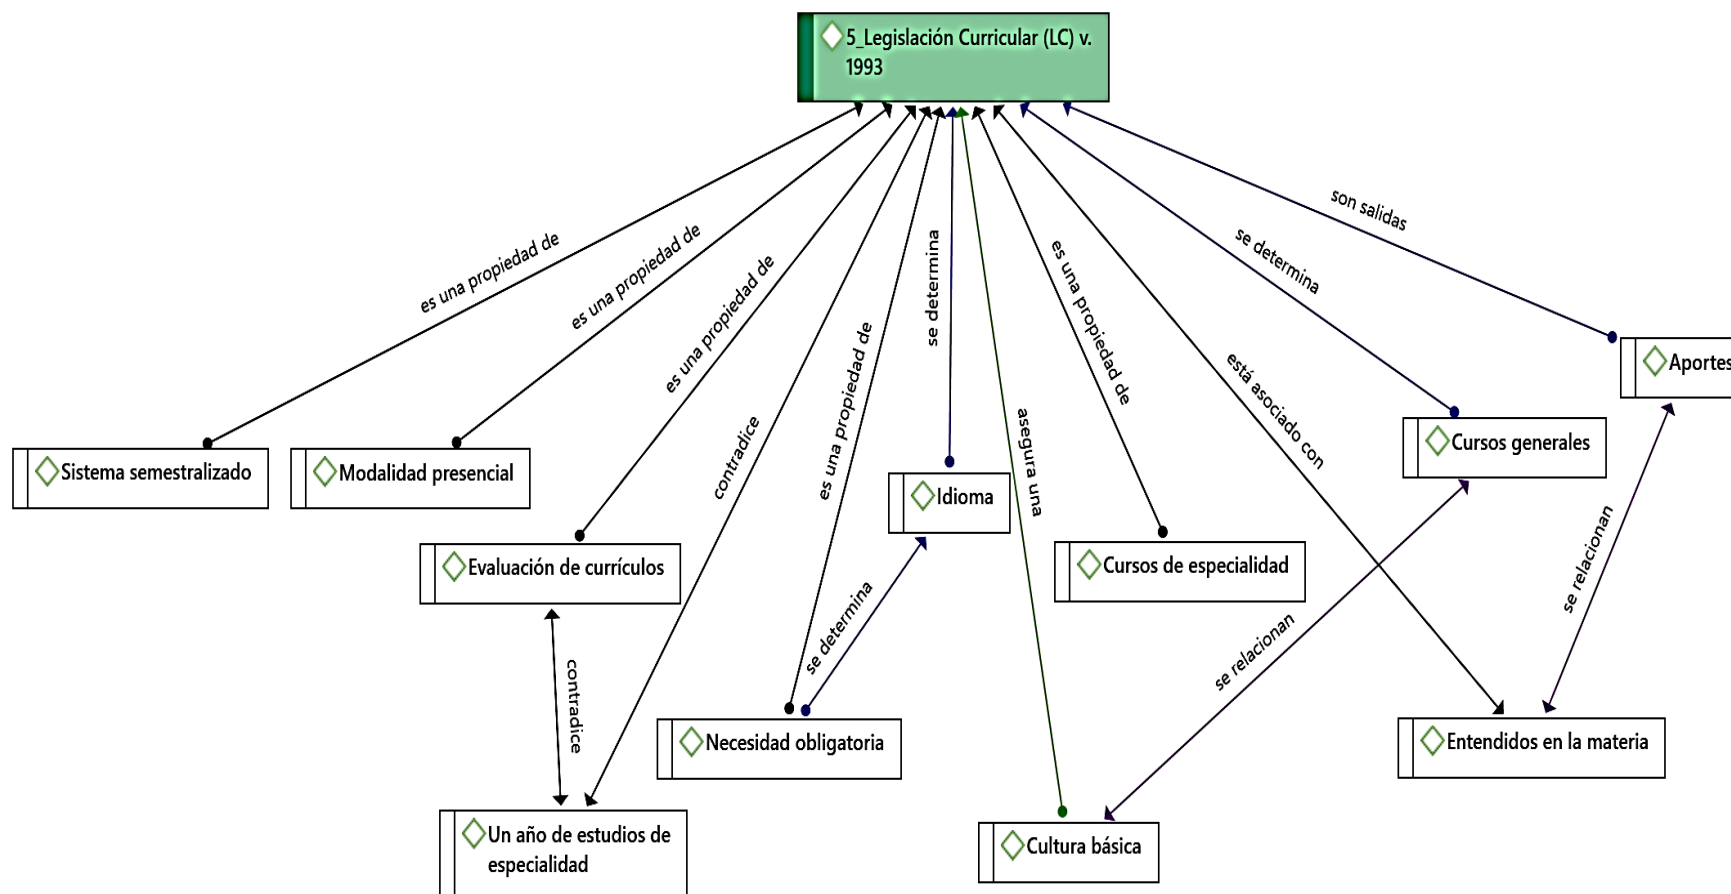 5_Legislación Curricular (LC) v.
1993
es una propiedad de
es una propiedad de
es una propiedad de
contradice
es una propiedad de
se determina
asegura una
es una propiedad de
está asociado con
se determina
son salidas
Aportes
Cursos generales
Sistema semestralizado
Modalidad presencial
Idioma
Evaluación de currículos
Cursos de especialidad
se determina
se relacionan
se relacionan
contradice
Necesidad obligatoria
Entendidos en la materia
Un año de estudios de
especialidad
Cultura básica